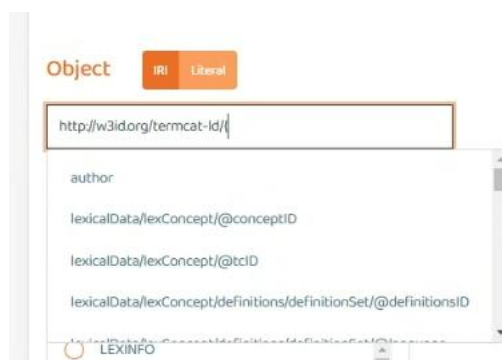 Object
IRI Literal
http://w3id.org/termcat-ld/{
author
lexicalData/lexConcept/@conceptID
lexicalData/lexConcept/@tcID
lexicalData/lexConcept/definitions/definitionSet/@definitionsID
LEXINFO